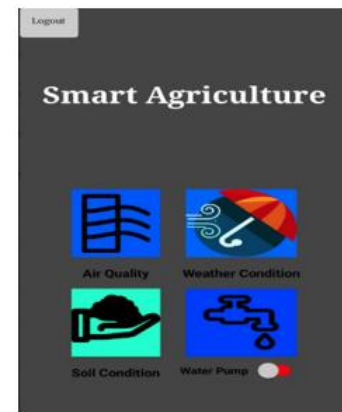 Logout
Smart Agriculture
Air Quality
Weather Condition
Soil Condition
Water Pump